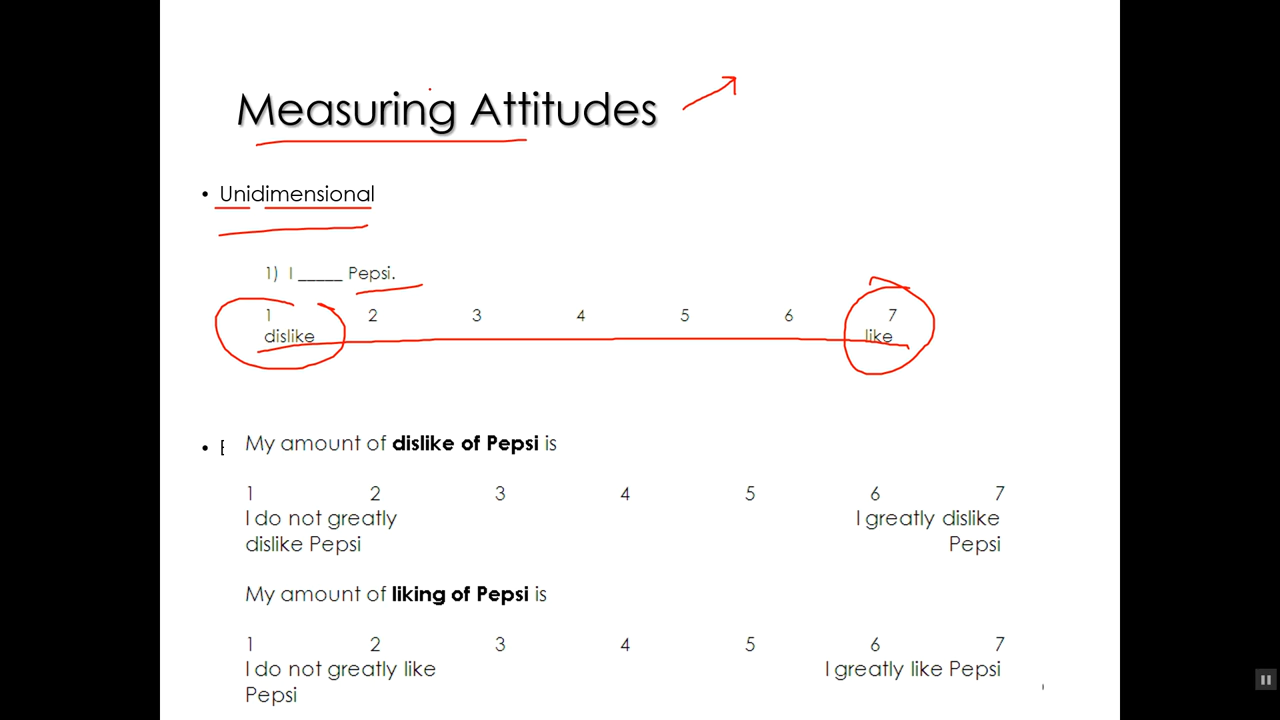 Measuring Attitudes
• Unidimensional
1) I _____ Pepsi.
1 2 3 4 5 6 7
dislike like
• My amount of dislike of Pepsi is
1 2 3 4 5 6 7
I do not greatly I greatly dislike
dislike Pepsi Pepsi
My amount of liking of Pepsi is
1 2 3 4 5 6 7
I do not greatly like I greatly like Pepsi
Pepsi